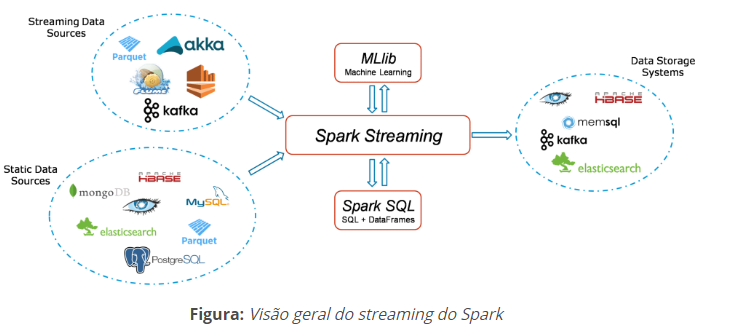 Streaming Data
Sources
Parquet
akka
kafka
Static Data
Sources
mongoDB
APACHE
HBASE
MySQL
elasticsearch
Parquet
PostgreSQL
MLlib
Machine Learning
Spark Streaming
Spark SQL
SQL + DataFrames
Data Storage
Systems
APACHE
HBASE
memsql
kafka
elasticsearch
Figura: Visão geral do streaming do Spark